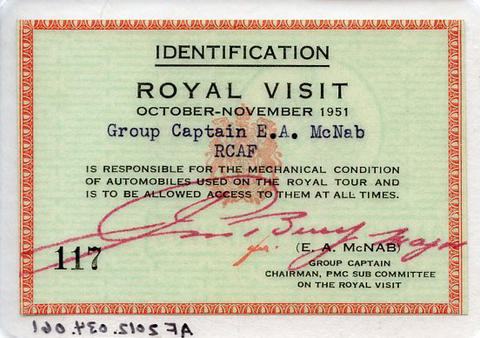 IDENTIFICATION
ROYAL VISIT
OCTOBER-NOVEMBER 1951
Group Captain E.A. McNab
RCAF
IS RESPONSIBLE FOR THE MECHANICAL CONDITION
OF AUTOMOBILES USED ON THE ROYAL TOUR AND
IS TO BE ALLOWED ACCESS TO THEM AT ALL TIMES.
(E. A. McNAB)
GROUP CAPTAIN
CHAIRMAN, PMC SUB COMMITTEE
ON THE ROYAL VISIT
117
AF 2012.034.061